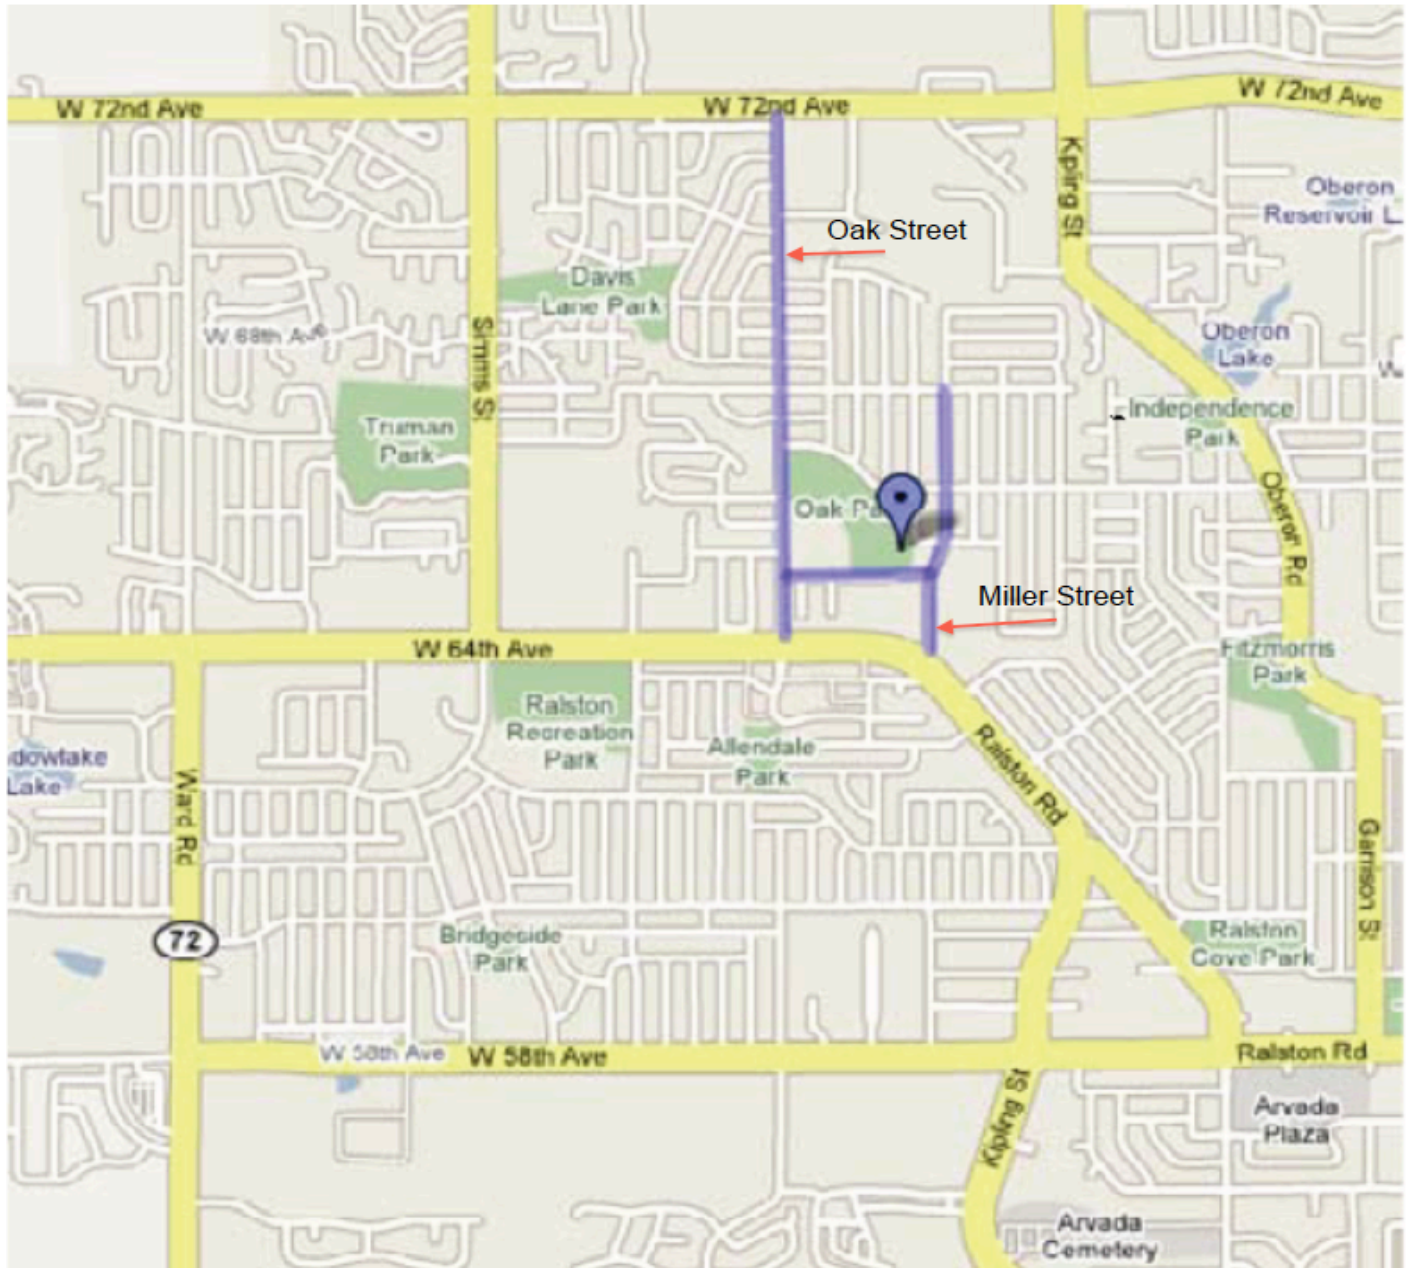 W 72nd Ave
W 72nd Ave
W 72nd Ave
Kipling St
Oberon
Reservoir L
Oak Street
Davis
Lane Park
W 68th Av
Simms St
Oberon
Lake
W
Independence
Park
Truman
Park
Oak Pa
Oberon Rd
Miller Street
W 64th Ave
Fitzmorris
Park
Ralston
Recreation
Park
Allendale
Park
Ralston Rd
dowlake
Lake
Ward Rd
Garrison St
72
Bridgeside
Park
Ralston
Cove Park
W 58th Ave
W 58th Ave
Ralston Rd
Kipling St
Arvada
Plaza
Arvada
Cemetery